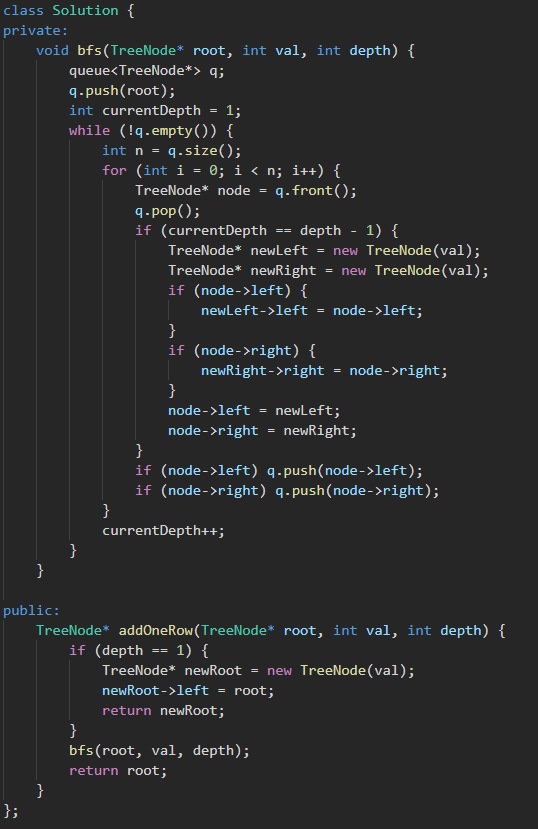 class Solution {
private:
    void bfs(TreeNode* root, int val, int depth) {
        queue<TreeNode*> q;
        q.push(root);
        int currentDepth = 1;
        while (!q.empty()) {
            int n = q.size();
            for (int i = 0; i < n; i++) {
                TreeNode* node = q.front();
                q.pop();
                if (currentDepth == depth - 1) {
                    TreeNode* newLeft = new TreeNode(val);
                    TreeNode* newRight = new TreeNode(val);
                    if (node->left) {
                        newLeft->left = node->left;
                    }
                    if (node->right) {
                        newRight->right = node->right;
                    }
                    node->left = newLeft;
                    node->right = newRight;
                }
                if (node->left) q.push(node->left);
                if (node->right) q.push(node->right);
            }
            currentDepth++;
        }
    }

public:
    TreeNode* addOneRow(TreeNode* root, int val, int depth) {
        if (depth == 1) {
            TreeNode* newRoot = new TreeNode(val);
            newRoot->left = root;
            return newRoot;
        }
        bfs(root, val, depth);
        return root;
    }
};